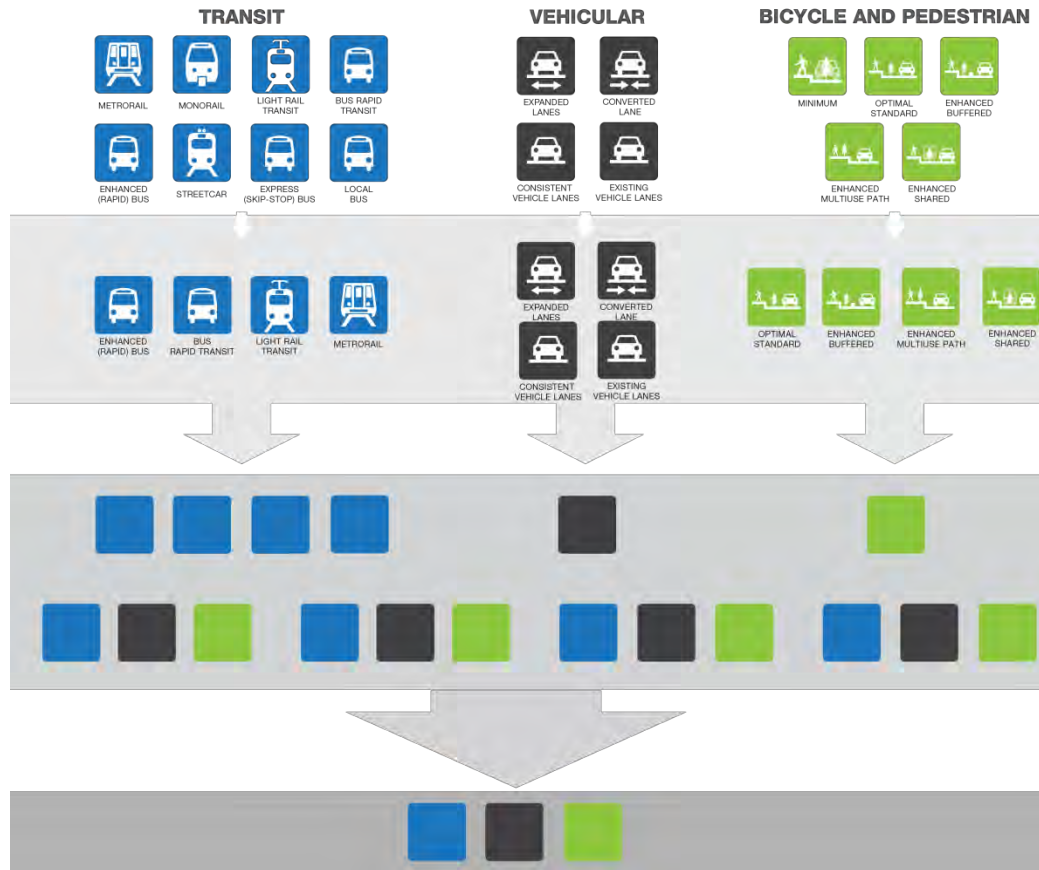 TRANSIT
VEHICULAR
BICYCLE AND PEDESTRIAN
METRORAIL
MONORAIL
LIGHT RAIL
TRANSIT
BUS RAPID
TRANSIT
EXPANDED
LANES
CONVERTED
LANE
MINIMUM
OPTIMAL
STANDARD
ENHANCED
BUFFERED
ENHANCED
(RAPID) BUS
STREETCAR
EXPRESS
(SKIP-STOP) BUS
LOCAL
BUS
CONSISTENT
VEHICLE LANES
EXISTING
VEHICLE LANES
ENHANCED
MULTIUSE PATH
ENHANCED
SHARED
ENHANCED
(RAPID) BUS
BUS
RAPID TRANSIT
LIGHT RAIL
TRANSIT
METRORAIL
EXPANDED
LANES
CONVERTED
LANE
CONSISTENT
VEHICLE LANES
EXISTING
VEHICLE LANES
OPTIMAL
STANDARD
ENHANCED
BUFFERED
ENHANCED
MULTIUSE PATH
ENHANCED
SHARED